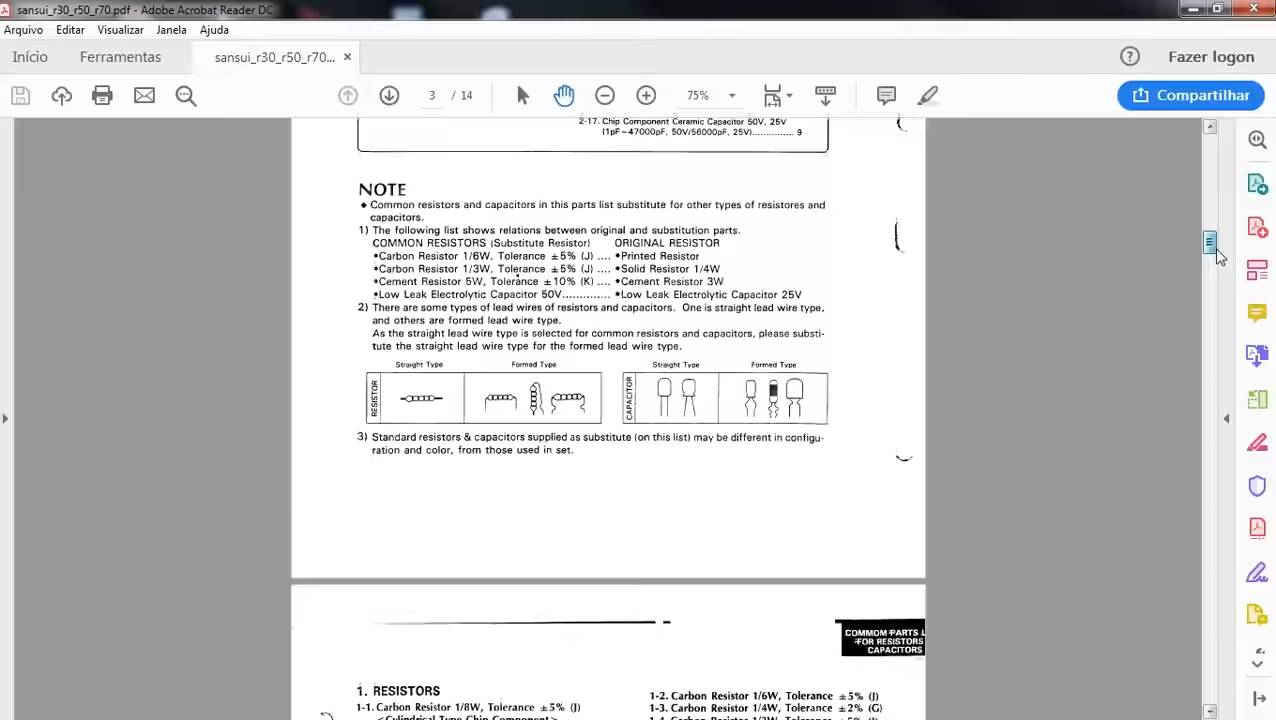 sansui_r30_r50_r70.pdf - Adobe Acrobat Reader DC
Arquivo Editar Visualizar Janela Ajuda
Início Ferramentas sansui_r30_r50_r70... × Fazer logon
3 / 14 75% Compartilhar
2-17. Chip Component Ceramic Capacitor 50V, 25V
(1pF~47000pF, 50V/56000pF, 25V)............... 9
NOTE
◆ Common resistors and capacitors in this parts list substitute for other types of resistores and
capacitors.
1) The following list shows relations between original and substitution parts.
COMMON RESISTORS (Substitute Resistor) ORIGINAL RESISTOR
•Carbon Resistor 1/6W, Tolerance ±5% (J) .... •Printed Resistor
•Carbon Resistor 1/3W, Tolerance ±5% (J) .... •Solid Resistor 1/4W
•Cement Resistor 5W, Tolerance ±10% (K) .... •Cement Resistor 3W
•Low Leak Electrolytic Capacitor 50V.............. •Low Leak Electrolytic Capacitor 25V
2) There are some types of lead wires of resistors and capacitors. One is straight lead wire type,
and others are formed lead wire type.
As the straight lead wire type is selected for common resistors and capacitors, please substi-
tute the straight lead wire type for the formed lead wire type.
Straight Type Formed Type Straight Type Formed Type
RESISTOR CAPACITOR
3) Standard resistors & capacitors supplied as substitute (on this list) may be different in configu-
ration and color, from those used in set.
COMMOM PARTS L
FOR RESISTORS
CAPACITORS
1. RESISTORS
1-1. Carbon Resistor 1/8W, Tolerance ±5% (J)
<Cylindrical Type Chip Component>
1-2. Carbon Resistor 1/6W, Tolerance ±5% (J)
1-3. Carbon Resistor 1/4W, Tolerance ±2% (G)